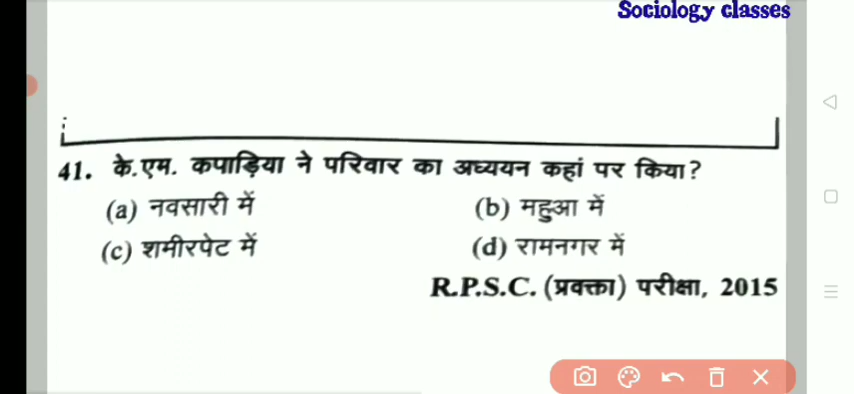 Sociology classes
41. के.एम. कपाड़िया ने परिवार का अध्ययन कहां पर किया?
(a) नवसारी में (b) महुआ में
(c) शमीरपेट में (d) रामनगर में
R.P.S.C. (प्रवक्ता) परीक्षा, 2015